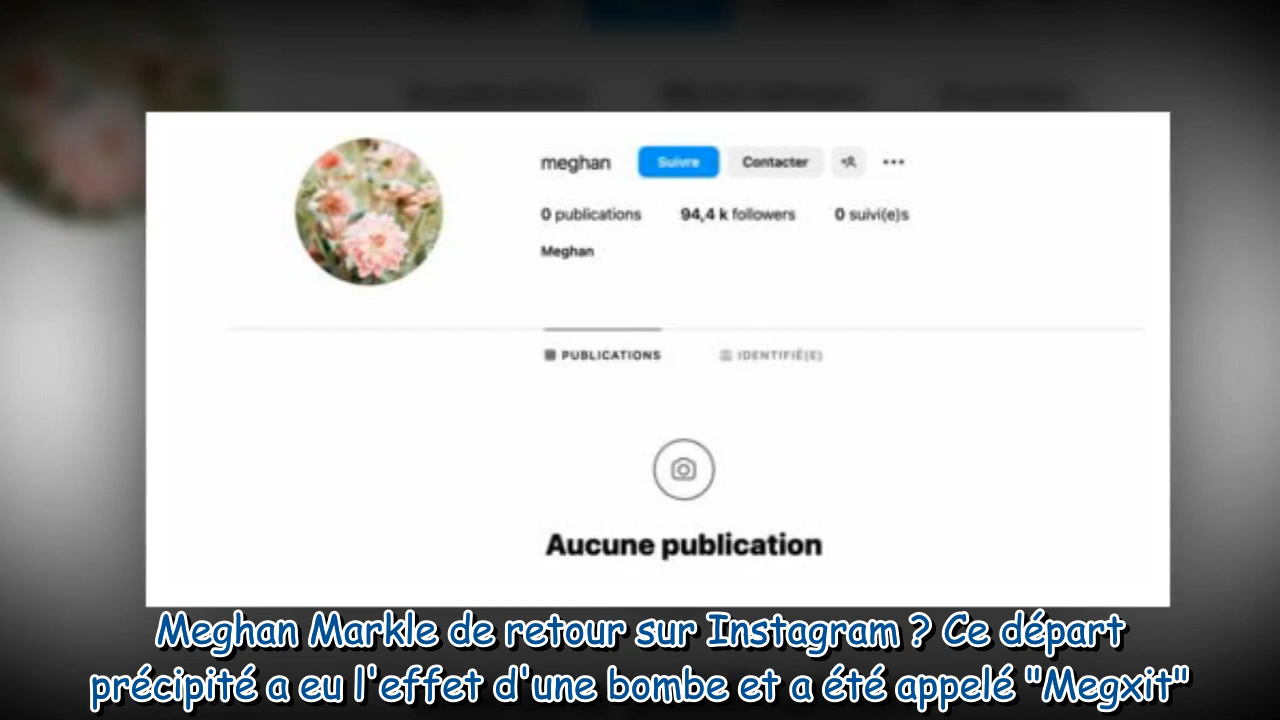 meghan Suivre Contacter
0 publications 94,4 k followers 0 suivi(e)s
Meghan
PUBLICATIONS IDENTIFIÉ(E)
Aucune publication
Meghan Markle de retour sur Instagram ? Ce départ
précipité a eu l'effet d'une bombe et a été appelé "Megxit"